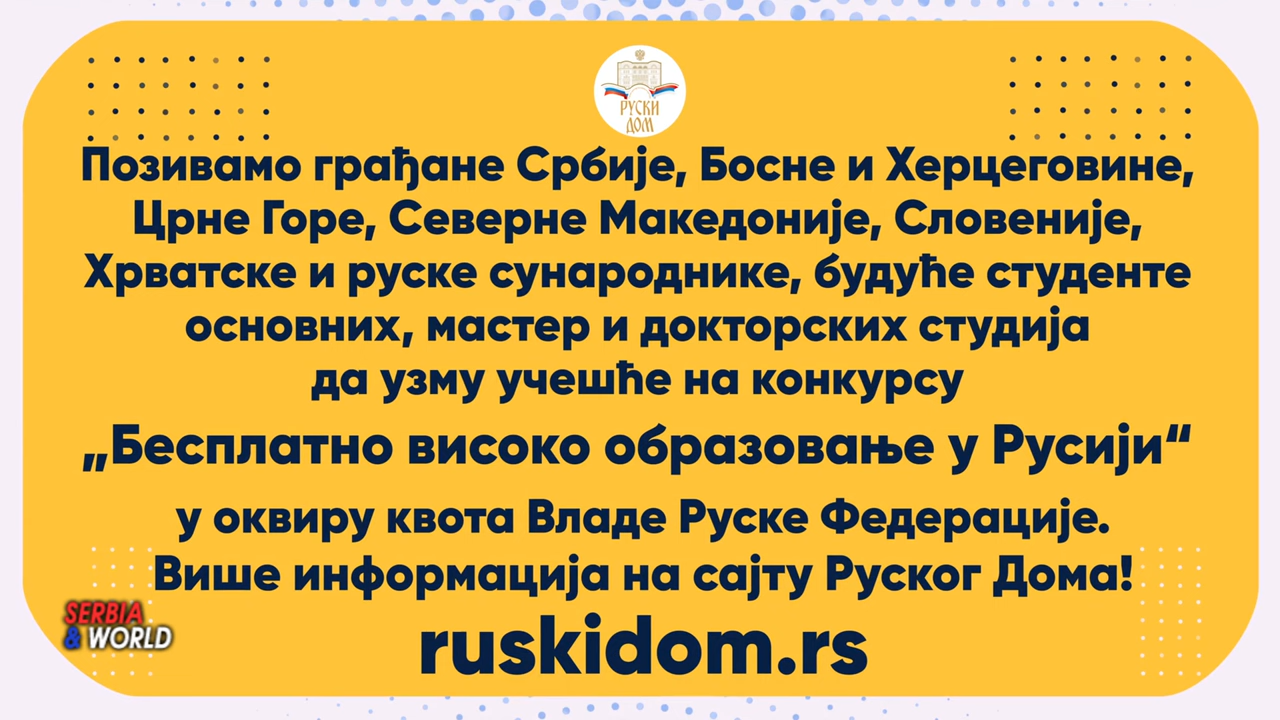 РУСКИ
ДОМ
Позивамо грађане Србије, Босне и Херцеговине,
Црне Горе, Северне Македоније, Словеније,
Хрватске и руске сународнике, будуће студенте
основних, мастер и докторских студија
да узму учешће на конкурсу
„Бесплатно високо образовање у Русији“
у оквиру квота Владе Руске Федерације.
Више информација на сајту Руског Дома!
SERBIA
& WORLD
ruskidom.rs